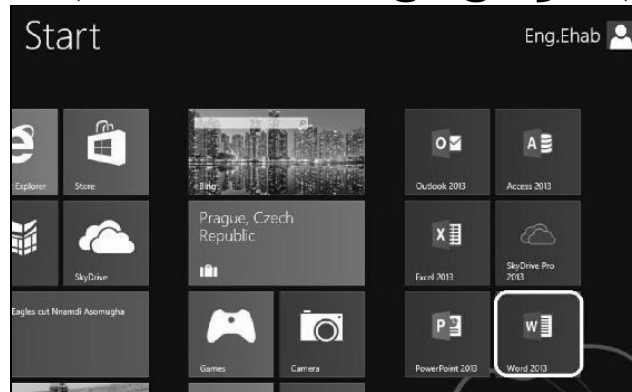 Start
Eng.Ehab
Explorer
Store
Bing
Outlook 2013
Access 2013
Prague, Czech
Republic
SkyDrive
Excel 2013
SkyDrive Pro
2013
Eagles cut Nnamdi Asomugha
Games
Camera
PowerPoint 2013
Word 2013